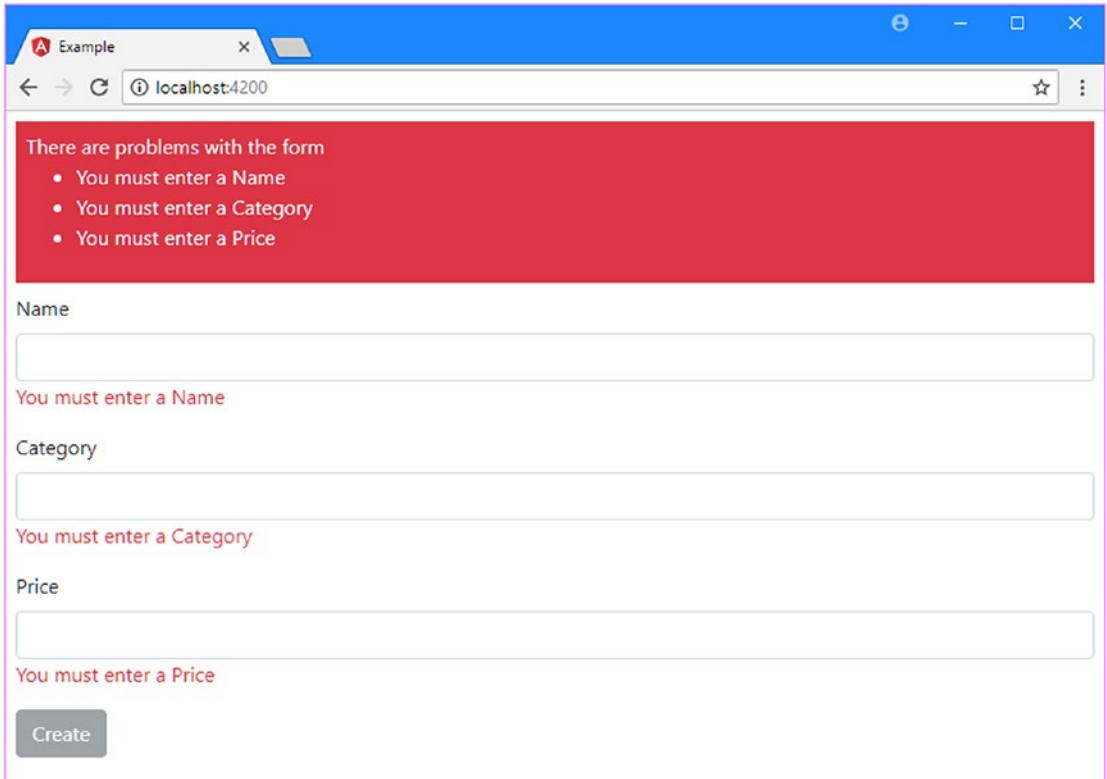 Example
localhost:4200
There are problems with the form
• You must enter a Name
• You must enter a Category
• You must enter a Price
Name
You must enter a Name
Category
You must enter a Category
Price
You must enter a Price
Create